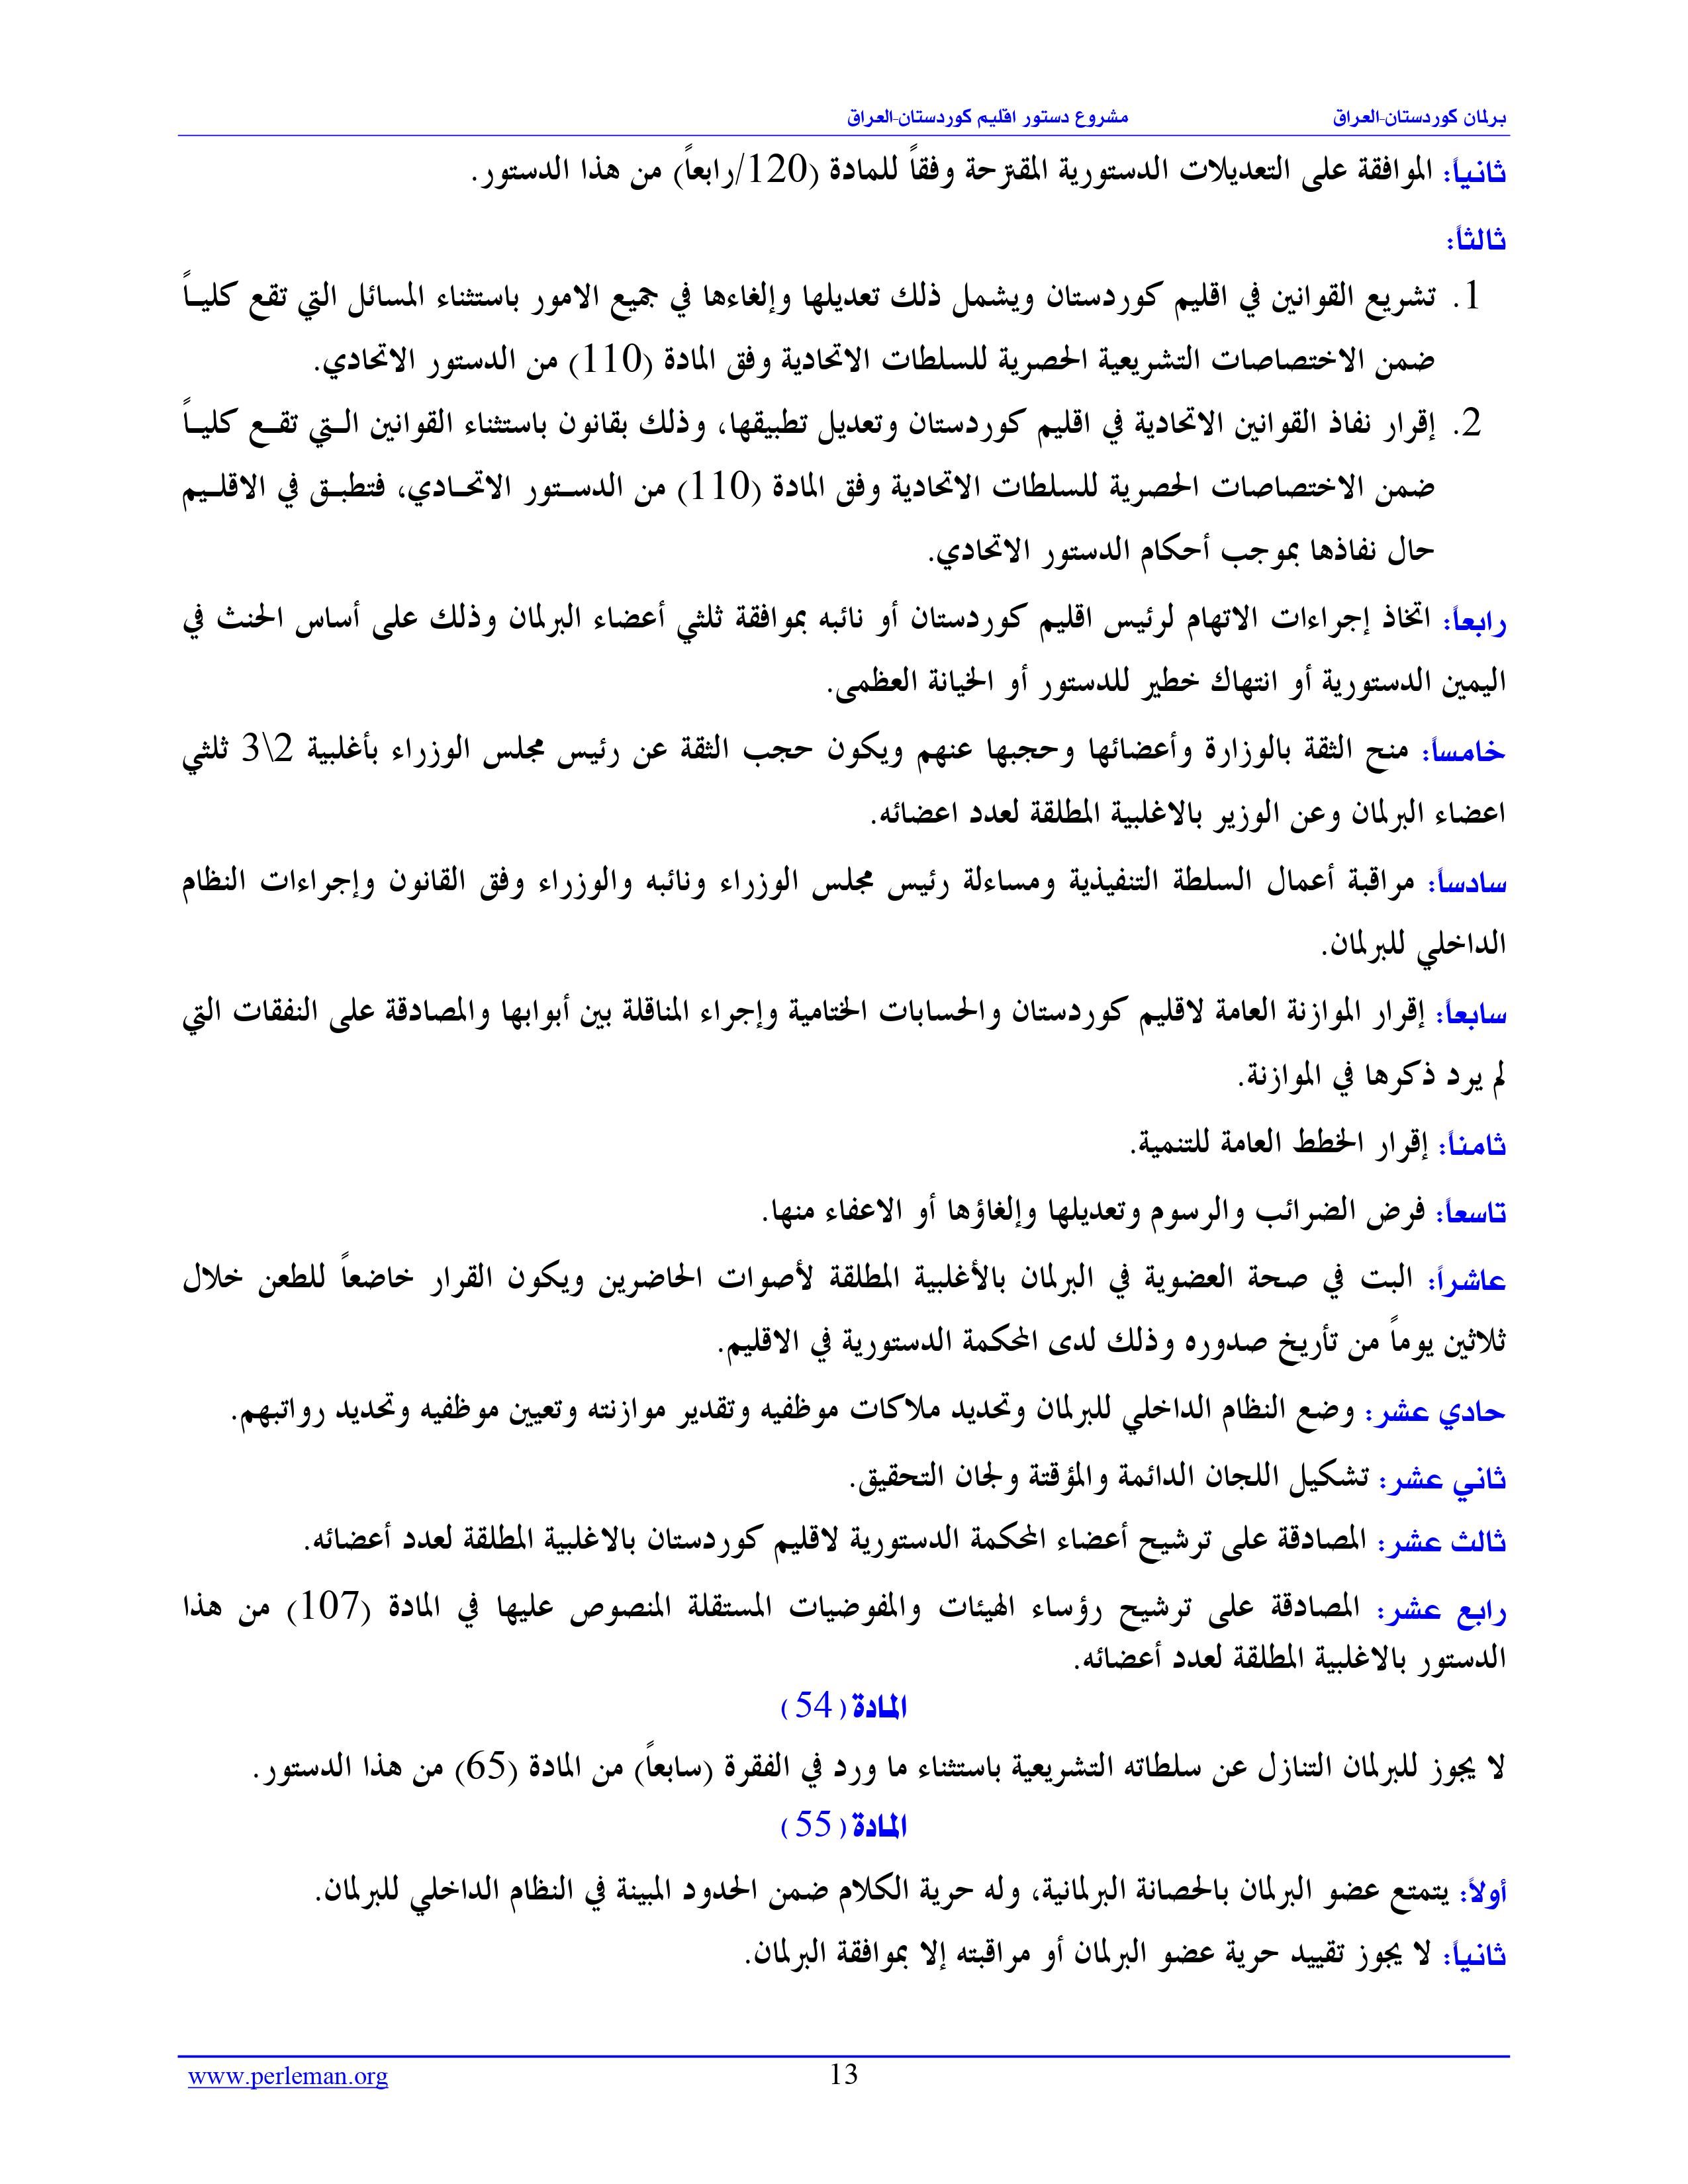 برلمان كوردستان-العراق مشروع دستور اقليم كوردستان-العراق
ثانياً: الموافقة على التعديلات الدستورية المقترحة وفقاً للمادة (120/رابعاً) من هذا الدستور.
ثالثاً:
1. تشريع القوانين في اقليم كوردستان ويشمل ذلك تعديلها وإلغاءها في جميع الامور باستثناء المسائل التي تقع كليـاً
ضمن الاختصاصات التشريعية الحصرية للسلطات الاتحادية وفق المادة (110) من الدستور الاتحادي.
2. إقرار نفاذ القوانين الاتحادية في اقليم كوردستان وتعديل تطبيقها، وذلك بقانون باستثناء القوانين الـتي تقـع كليـاً
ضمن الاختصاصات الحصرية للسلطات الاتحادية وفق المادة (110) من الدسـتور الاتحـادي، فتطبـق في الاقلـيم
حال نفاذها بموجب أحكام الدستور الاتحادي.
رابعاً: اتخاذ إجراءات الاتهام لرئيس اقليم كوردستان أو نائبه بموافقة ثلثي أعضاء البرلمان وذلك على أساس الحنث في
اليمين الدستورية أو انتهاك خطير للدستور أو الخيانة العظمى.
خامساً: منح الثقة بالوزارة وأعضائها وحجبها عنهم ويكون حجب الثقة عن رئيس مجلس الوزراء بأغلبية 2\3 ثلثي
اعضاء البرلمان وعن الوزير بالاغلبية المطلقة لعدد اعضائه.
سادساً: مراقبة أعمال السلطة التنفيذية ومساءلة رئيس مجلس الوزراء ونائبه والوزراء وفق القانون وإجراءات النظام
الداخلي للبرلمان.
سابعاً: إقرار الموازنة العامة لاقليم كوردستان والحسابات الختامية وإجراء المناقلة بين أبوابها والمصادقة على النفقات التي
لم يرد ذكرها في الموازنة.
ثامناً: إقرار الخطط العامة للتنمية.
تاسعاً: فرض الضرائب والرسوم وتعديلها وإلغاؤها أو الاعفاء منها.
عاشراً: البت في صحة العضوية في البرلمان بالأغلبية المطلقة لأصوات الحاضرين ويكون القرار خاضعاً للطعن خلال
ثلاثين يوماً من تأريخ صدوره وذلك لدى المحكمة الدستورية في الاقليم.
حادي عشر: وضع النظام الداخلي للبرلمان وتحديد ملاكات موظفيه وتقدير موازنته وتعيين موظفيه وتحديد رواتبهم.
ثاني عشر: تشكيل اللجان الدائمة والمؤقتة ولجان التحقيق.
ثالث عشر: المصادقة على ترشيح أعضاء المحكمة الدستورية لاقليم كوردستان بالاغلبية المطلقة لعدد أعضائه.
رابع عشر: المصادقة على ترشيح رؤساء الهيئات والمفوضيات المستقلة المنصوص عليها في المادة (107) من هذا
الدستور بالاغلبية المطلقة لعدد أعضائه.
المادة (54)
لا يجوز للبرلمان التنازل عن سلطاته التشريعية باستثناء ما ورد في الفقرة (سابعاً) من المادة (65) من هذا الدستور.
المادة (55)
أولاً: يتمتع عضو البرلمان بالحصانة البرلمانية، وله حرية الكلام ضمن الحدود المبينة في النظام الداخلي للبرلمان.
ثانياً: لا يجوز تقييد حرية عضو البرلمان أو مراقبته إلا بموافقة البرلمان.
www.perleman.org 13